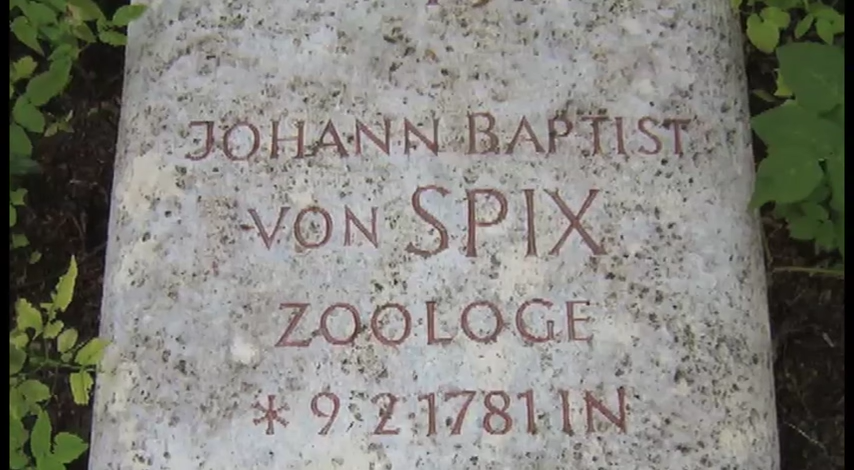 JOHANN BAPTIST
VON SPIX
ZOOLOGE
* 9 2 1781 IN